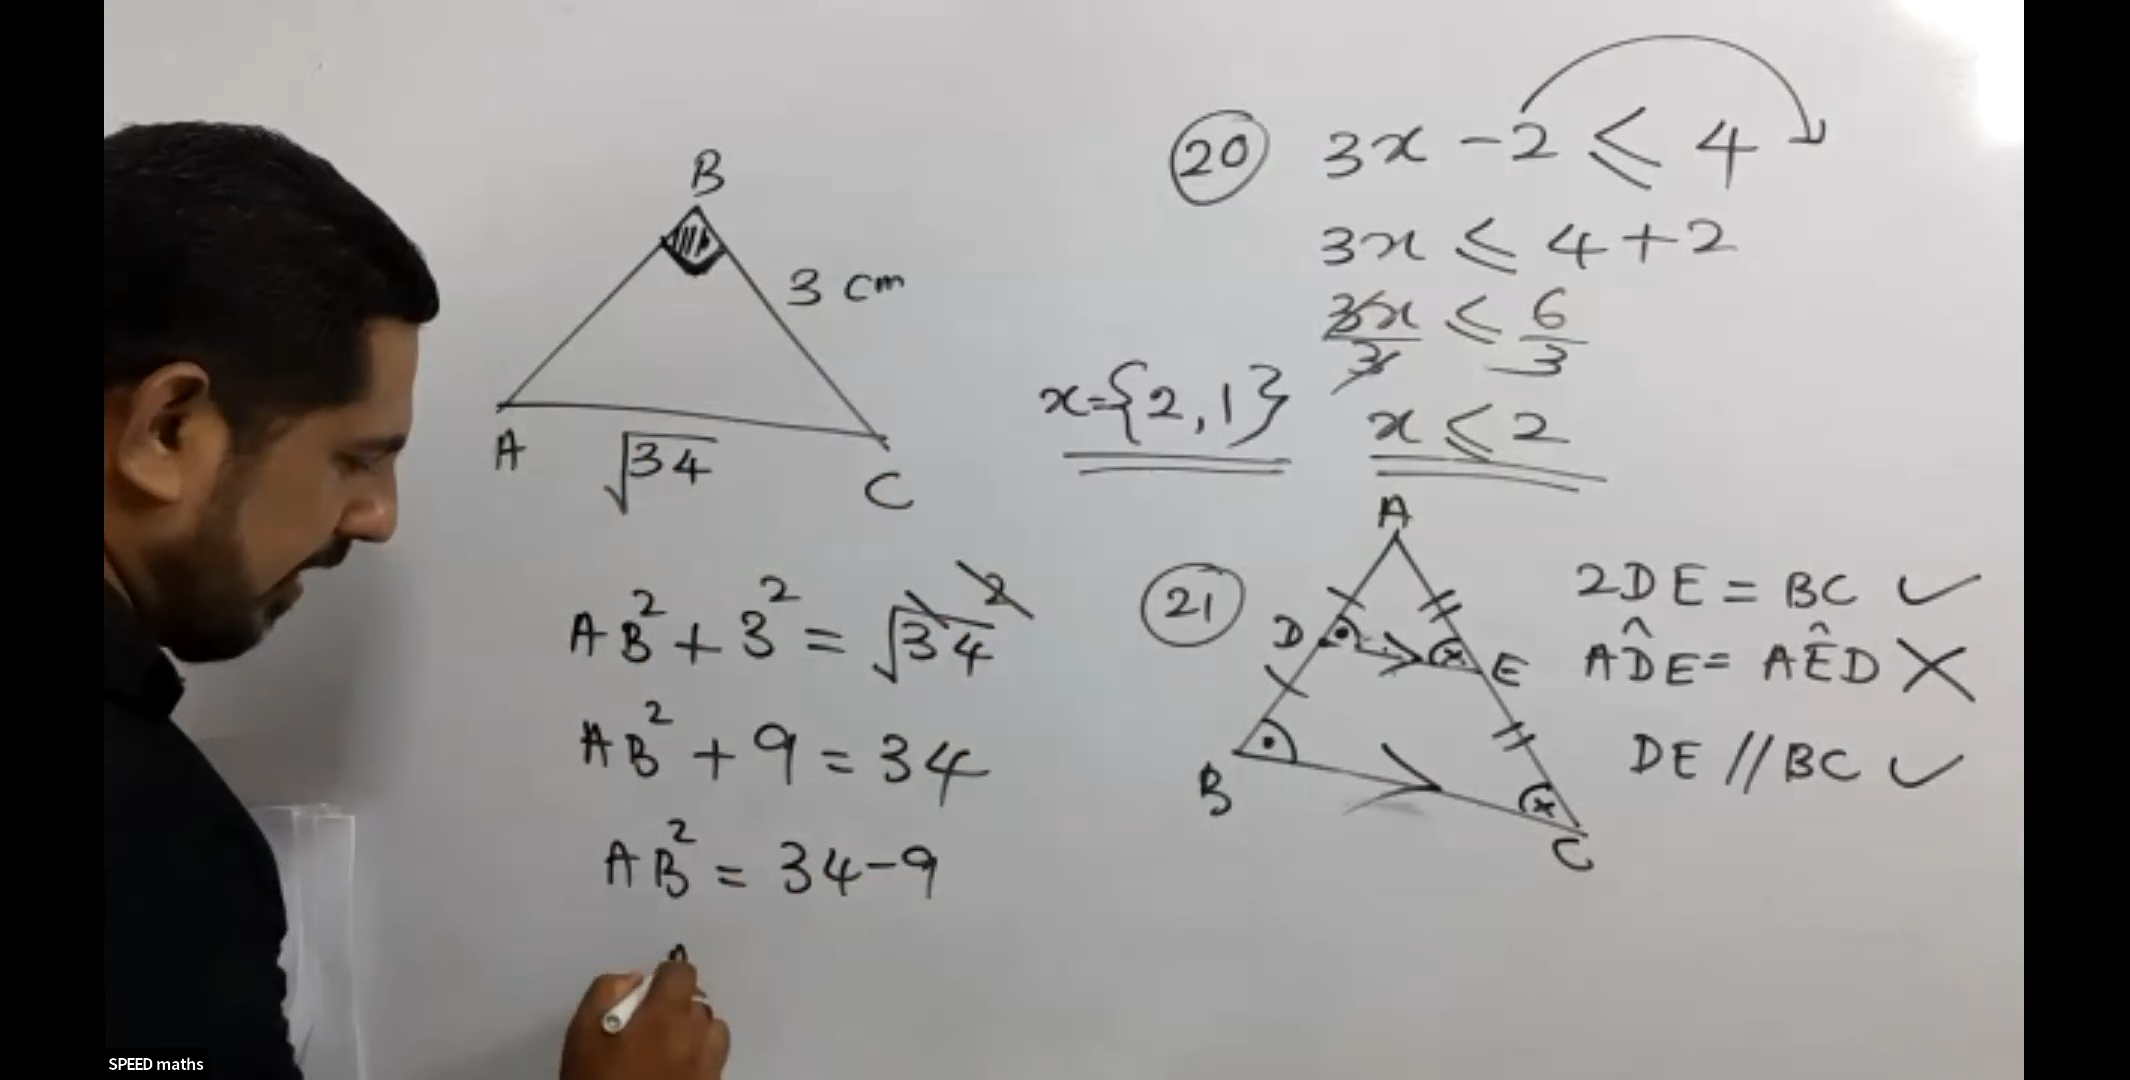 B
3 cm
A
√34
C
AB² + 3² = √34²
AB² + 9 = 34
AB² = 34-9
A
20 3x - 2 ≤ 4
3x ≤ 4 + 2
3x/3 ≤ 6/3
x={2,1} x ≤ 2
21
A
D
E
B
C
x
x
2DE = BC ✓
AD̂E = AÊD ✗
DE // BC ✓
SPEED maths